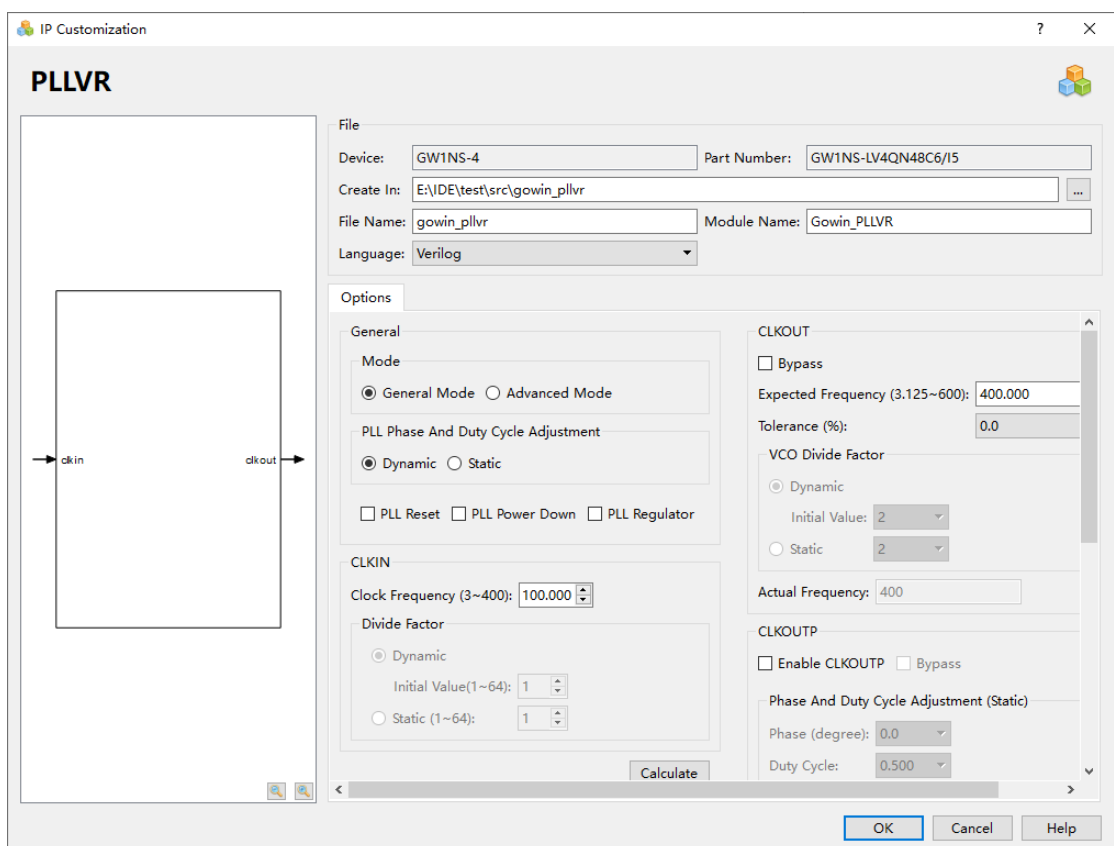 IP Customization
?
PLLVR
clkin
clkout
File
Device: GW1NS-4 Part Number: GW1NS-LV4QN48C6/I5
Create In: E:\IDE\test\src\gowin_pllvr ...
File Name: gowin_pllvr Module Name: Gowin_PLLVR
Language: Verilog
Options
General
Mode
General Mode Advanced Mode
PLL Phase And Duty Cycle Adjustment
Dynamic Static
PLL Reset PLL Power Down PLL Regulator
CLKIN
Clock Frequency (3~400): 100.000
Divide Factor
Dynamic
Initial Value(1~64): 1
Static (1~64): 1
Calculate
CLKOUT
Bypass
Expected Frequency (3.125~600): 400.000
Tolerance (%): 0.0
VCO Divide Factor
Dynamic
Initial Value: 2
Static 2
Actual Frequency: 400
CLKOUTP
Enable CLKOUTP Bypass
Phase And Duty Cycle Adjustment (Static)
Phase (degree): 0.0
Duty Cycle: 0.500
OK Cancel Help